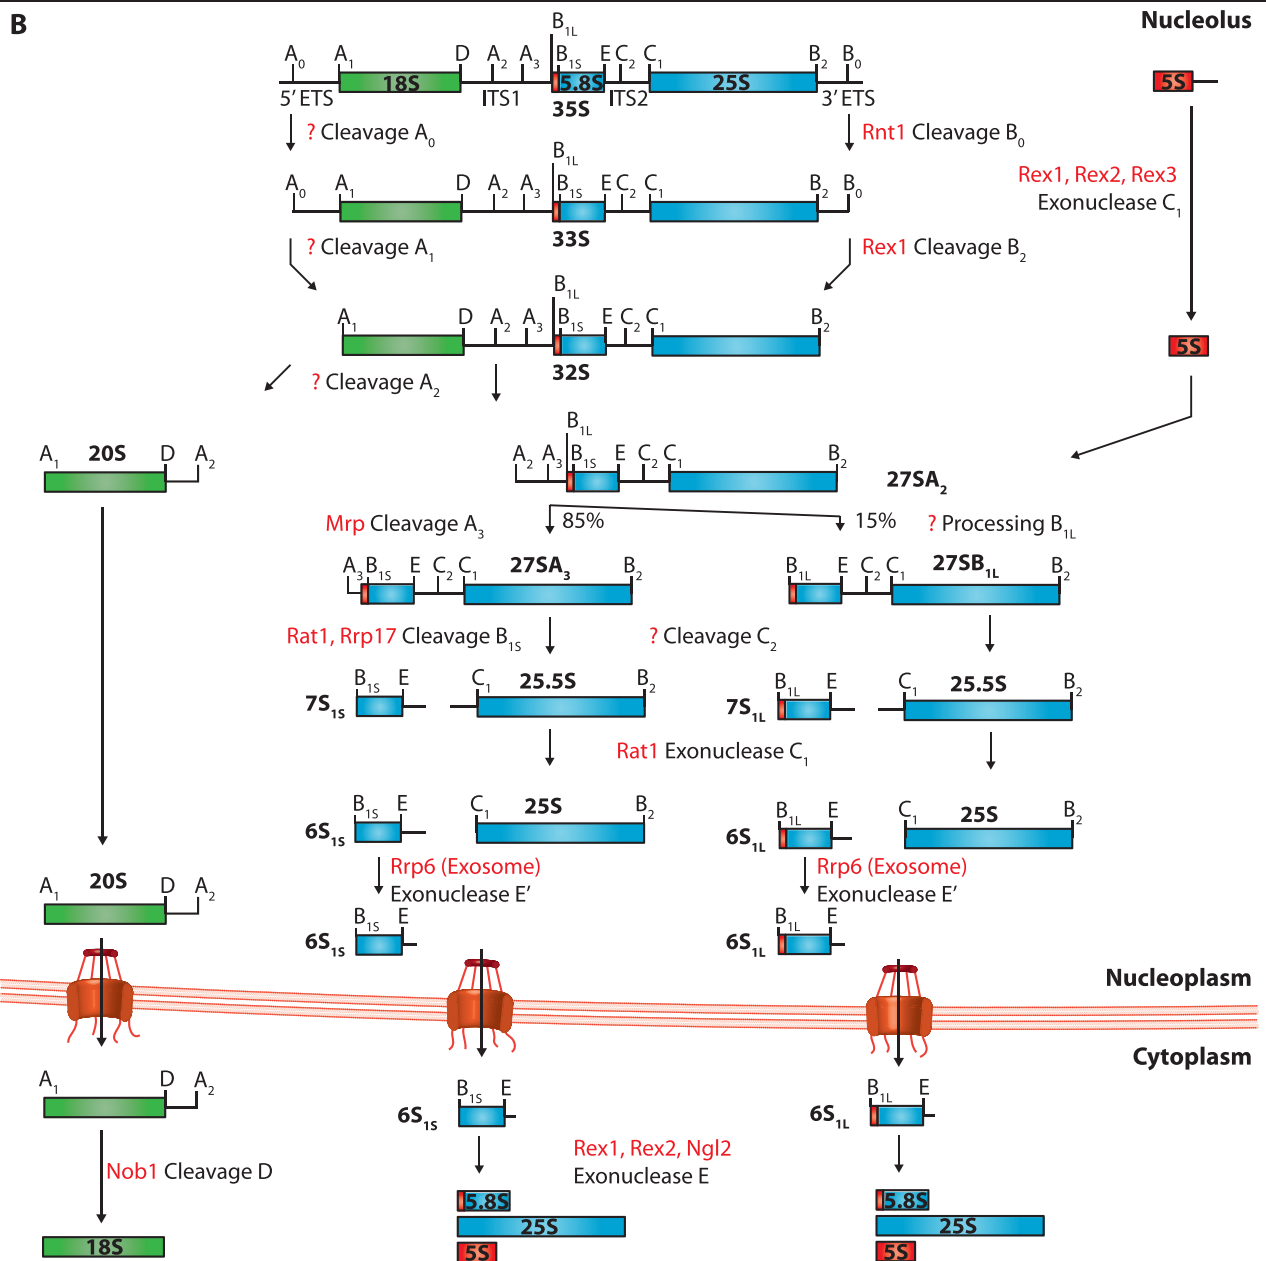 B
Nucleolus
B1L
A0 A1 D A2 A3 B1S E C2 C1 B2 B0
18S 5.8S 25S
5S
5′ ETS ITS1 ITS2 3′ ETS
35S
? Cleavage A0
Rnt1 Cleavage B0
B1L
A0 A1 D A2 A3 B1S E C2 C1 B2 B0
Rex1, Rex2, Rex3
Exonuclease C1
33S
? Cleavage A1
Rex1 Cleavage B2
B1L
A1 D A2 A3 B1S E C2 C1 B2
5S
32S
? Cleavage A2
B1L
A1 20S D A2
A2 A3 B1S E C2 C1 B2
27SA2
Mrp Cleavage A3
85%
15%
? Processing B1L
A3 B1S E C2 C1 27SA3 B2
B1L E C2 C1 27SB1L B2
Rat1, Rrp17 Cleavage B1S
? Cleavage C2
B1S E C1 25.5S B2
7S1S
B1L E C1 25.5S B2
7S1L
Rat1 Exonuclease C1
B1S E C1 25S B2
6S1S
B1L E C1 25S B2
6S1L
Rrp6 (Exosome)
Exonuclease E’
Rrp6 (Exosome)
Exonuclease E’
A1 20S D A2
B1S E
6S1S
B1L E
6S1L
Nucleoplasm
Cytoplasm
A1 D A2
B1S E
6S1S
B1L E
6S1L
Nob1 Cleavage D
Rex1, Rex2, Ngl2
Exonuclease E
5.8S
25S
5S
5.8S
25S
5S
18S